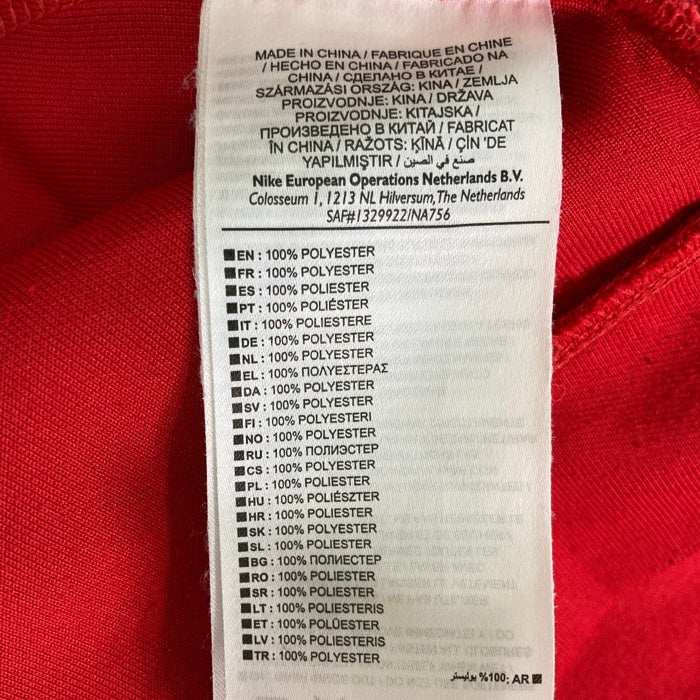 MADE IN CHINA / FABRIQUE EN CHINE
/ HECHO EN CHINA / FABRICADO NA
CHINA / СДЕЛАНО В КИТАЕ /
SZÁRMAZÁSI ORSZÁG: KINA / ZEMLJA
PROIZVODNJE: KINA / DRŽAVA
PROIZVODNJE: KITAJSKA /
ПРОИЗВЕДЕНО В КИТАЙ / FABRICAT
ÎN CHINA / RAŽOTS: ĶĪNĀ / ÇİN 'DE
YAPILMIŞTIR / صنع في الصين
Nike European Operations Netherlands B.V.
Colosseum 1, 1213 NL Hilversum, The Netherlands
SAF#1329922/NA756
EN : 100% POLYESTER
FR : 100% POLYESTER
ES : 100% POLIESTER
PT : 100% POLIÉSTER
IT : 100% POLIESTERE
DE : 100% POLYESTER
NL : 100% POLYESTER
EL : 100% ΠΟΛΥΕΣΤΕΡΑΣ
DA : 100% POLYESTER
SV : 100% POLYESTER
FI : 100% POLYESTERI
NO : 100% POLYESTER
RU : 100% ПОЛИЭСТЕР
CS : 100% POLYESTER
PL : 100% POLIESTER
HU : 100% POLIÉSZTER
HR : 100% POLIESTER
SK : 100% POLYESTER
SL : 100% POLIESTER
BG : 100% ПОЛИЕСТЕР
RO : 100% POLIESTER
SR : 100% POLIESTER
LT : 100% POLIESTERIS
ET : 100% POLÜESTER
LV : 100% POLIESTERIS
TR : 100% POLYESTER
AR :100% بوليستر